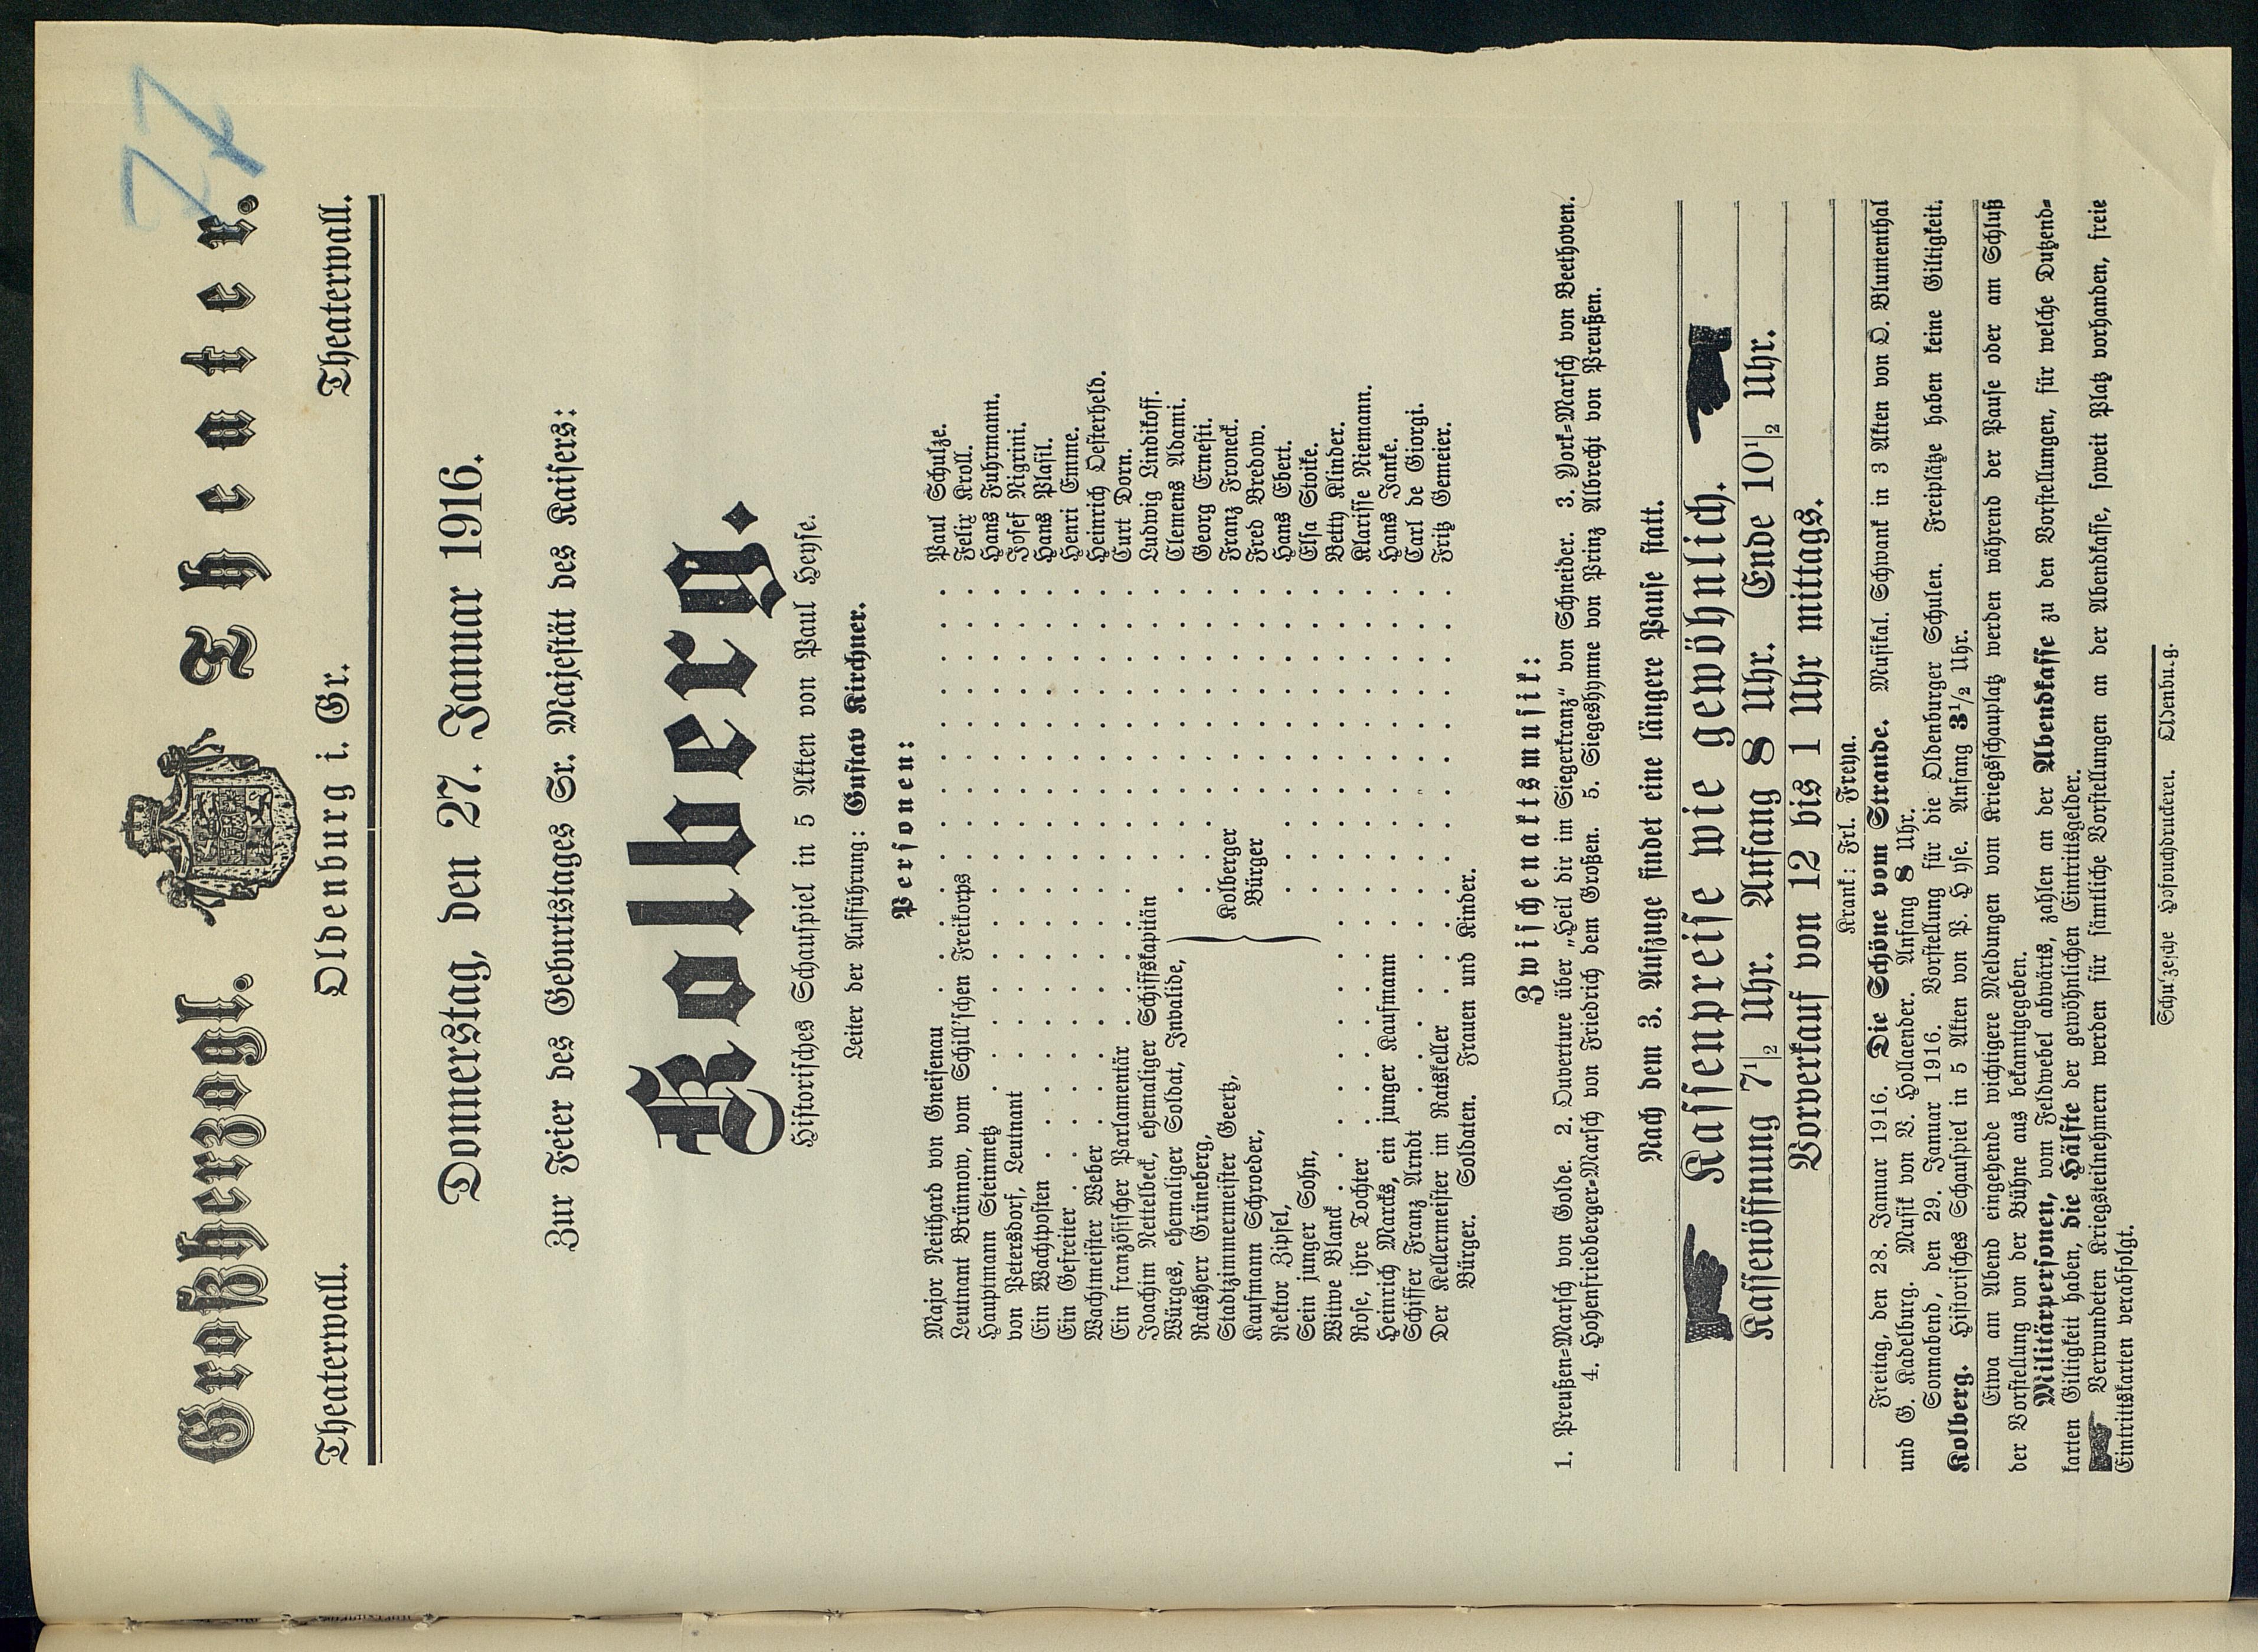 77
Großherzogl. Theater.
Theaterwall. Oldenburg i. Gr. Theaterwall.
Donnerstag, den 27. Januar 1916.
Zur Feier des Geburtstages Sr. Majestät des Kaisers:
Kolberg.
Historisches Schauspiel in 5 Akten von Paul Heyse.
Leiter der Aufführung: Gustav Kirchner.
Personen:
Major Neithard von Gneisenau . . . . . . . . . . Paul Schulze.
Leutnant Brünnow, vom Schill'schen Freikorps . . . . . . . . . . Felix Kroll.
Hauptmann Steinmetz . . . . . . . . . . Hans Fuhrmann.
von Petersdorf, Leutnant . . . . . . . . . . Josef Nigrini.
Ein Wachtposten . . . . . . . . . . Hans Plasil.
Ein Gefreiter . . . . . . . . . . Henri Emme.
Wachtmeister Weber . . . . . . . . . . Heinrich Oesterheld.
Ein französischer Parlamentär . . . . . . . . . . Curt Dorn.
Joachim Nettelbeck, ehemaliger Schiffskapitän . . . . . . . . . . Ludwig Lindikoff.
Würges, ehemaliger Soldat, Invalide, . . . . . . . . . . Clemens Adami.
Ratsherr Grüneberg, . . . . . . . . . . Georg Ernesti.
Stadtzimmermeister Geertz, Kolberger . . . . . . . . . . Franz Froneck.
Kaufmann Schroeder, Bürger . . . . . . . . . . Fred Bredow.
Rektor Zipfel, . . . . . . . . . . Hans Ebert.
Sein junger Sohn, . . . . . . . . . . Elsa Stoike.
Witwe Blanck . . . . . . . . . . Betty Klinder.
Rose, ihre Tochter . . . . . . . . . . Klarisse Niemann.
Heinrich Marcks, ein junger Kaufmann . . . . . . . . . . Hans Janke.
Schiffer Franz Arndt . . . . . . . . . . Carl de Giorgi.
Der Kellermeister im Ratskeller . . . . . . . . . . Fritz Gemeier.
Bürger. Soldaten. Frauen und Kinder.
Zwischenaktsmusik:
1. Preußen-Marsch von Golde. 2. Ouverture über „Heil dir im Siegerkranz" von Schneider. 3. York-Marsch von Beethoven.
4. Hohenfriedberger-Marsch von Friedrich dem Großen. 5. Siegeshymne von Prinz Albrecht von Preußen.
Nach dem 3. Aufzuge findet eine längere Pause statt.
Kassenpreise wie gewöhnlich.
Kassenöffnung 7 1/2 Uhr. Anfang 8 Uhr. Ende 10 1/2 Uhr.
Vorverkauf von 12 bis 1 Uhr mittags.
Krank: Frl. Freya.
Freitag, den 28. Januar 1916. Die Schöne vom Strande. Musikal. Schwank in 3 Akten von O. Blumenthal
und G. Kadelburg. Musik von V. Hollaender. Anfang 8 Uhr.
Sonnabend, den 29. Januar 1916. Vorstellung für die Oldenburger Schulen. Freiplätze haben keine Giltigkeit.
Kolberg. Historisches Schauspiel in 5 Akten von P. H yse. Anfang 3 1/2 Uhr.
Etwa am Abend eingehende wichtigere Meldungen vom Kriegsschauplatz werden während der Pause oder am Schluß
der Vorstellung von der Bühne aus bekanntgegeben.
Militärpersonen, vom Feldwebel abwärts, zahlen an der Abendkasse zu den Vorstellungen, für welche Dutzend-
karten Giltigkeit haben, die Hälfte der gewöhnlichen Eintrittsgelder.
Verwundeten Kriegsteilnehmern werden für sämtliche Vorstellungen an der Abendkasse, soweit Platz vorhanden, freie
Eintrittskarten verabfolgt.
Schulzesche Hofbuchdruckerei. Oldenburg.